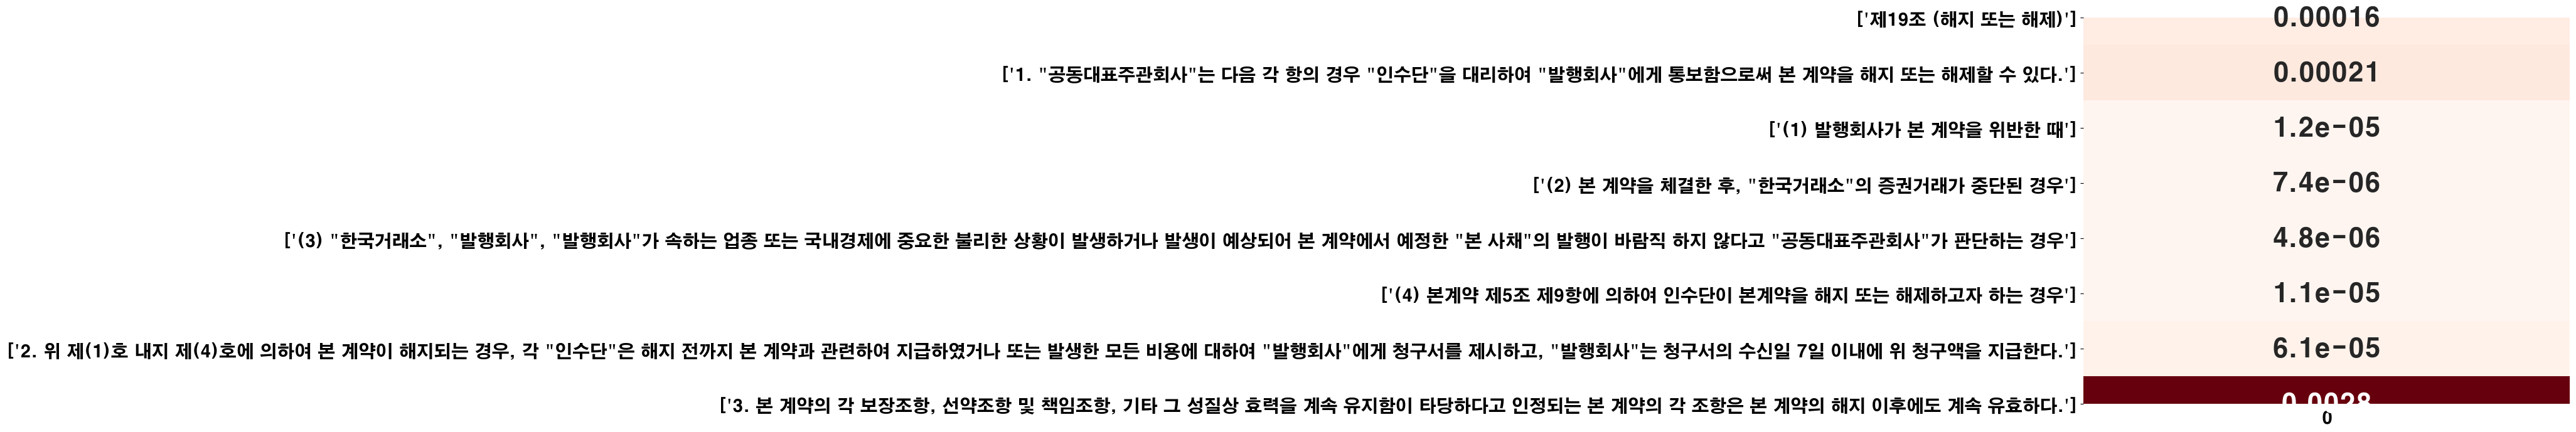 ['제19조 (해지 또는 해제)'] 0.00016
['1. "공동대표주관회사"는 다음 각 항의 경우 "인수단"을 대리하여 "발행회사"에게 통보함으로써 본 계약을 해지 또는 해제할 수 있다.'] 0.00021
['(1) 발행회사가 본 계약을 위반한 때'] 1.2e-05
['(2) 본 계약을 체결한 후, "한국거래소"의 증권거래가 중단된 경우'] 7.4e-06
['(3) "한국거래소", "발행회사", "발행회사"가 속하는 업종 또는 국내경제에 중요한 불리한 상황이 발생하거나 발생이 예상되어 본 계약에서 예정한 "본 사채"의 발행이 바람직 하지 않다고 "공동대표주관회사"가 판단하는 경우'] 4.8e-06
['(4) 본계약 제5조 제9항에 의하여 인수단이 본계약을 해지 또는 해제하고자 하는 경우'] 1.1e-05
['2. 위 제(1)호 내지 제(4)호에 의하여 본 계약이 해지되는 경우, 각 "인수단"은 해지 전까지 본 계약과 관련하여 지급하였거나 또는 발생한 모든 비용에 대하여 "발행회사"에게 청구서를 제시하고, "발행회사"는 청구서의 수신일 7일 이내에 위 청구액을 지급한다.'] 6.1e-05
['3. 본 계약의 각 보장조항, 선약조항 및 책임조항, 기타 그 성질상 효력을 계속 유지함이 타당하다고 인정되는 본 계약의 각 조항은 본 계약의 해지 이후에도 계속 유효하다.'] 0.0028
0